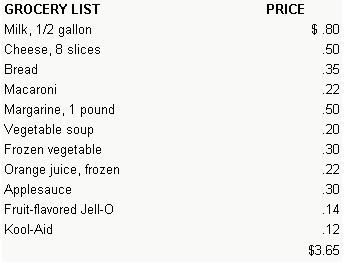 GROCERY LIST PRICE
Milk, 1/2 gallon $ .80
Cheese, 8 slices .50
Bread .35
Macaroni .22
Margarine, 1 pound .50
Vegetable soup .20
Frozen vegetable .30
Orange juice, frozen .22
Applesauce .30
Fruit-flavored Jell-O .14
Kool-Aid .12
$3.65